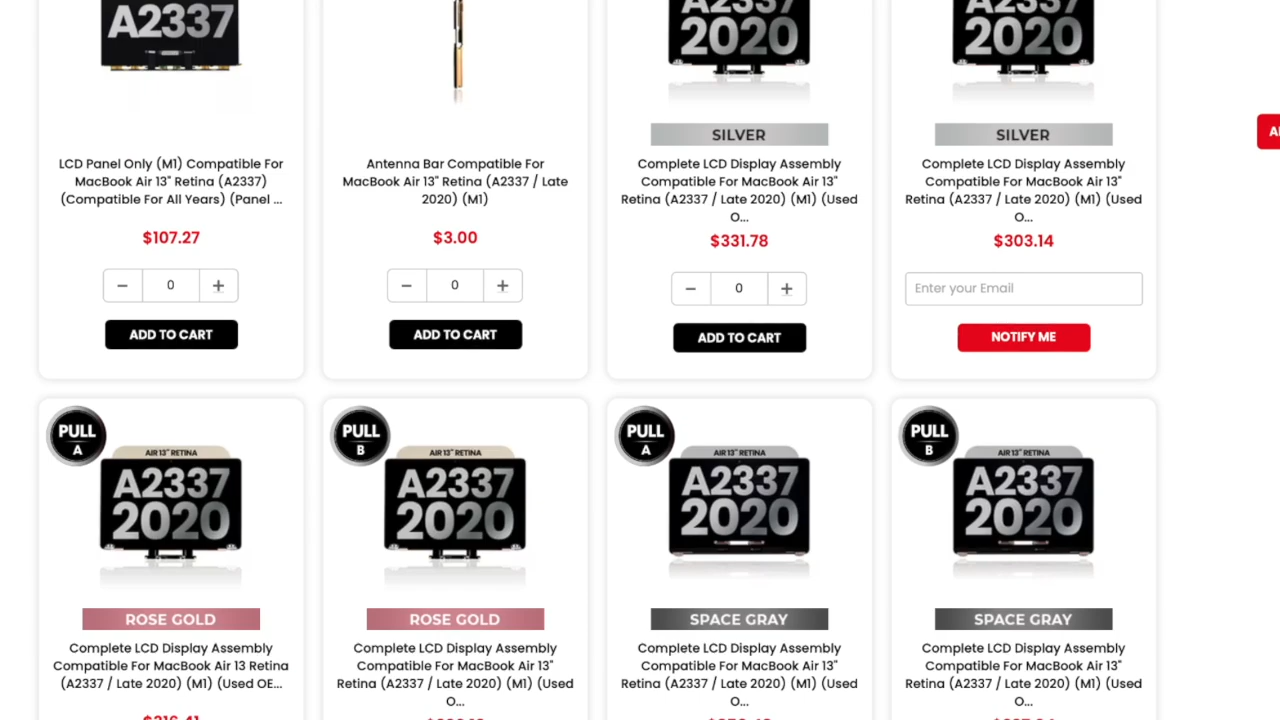 A2337
2020
2020
SILVER
SILVER
LCD Panel Only (M1) Compatible For
MacBook Air 13" Retina (A2337)
(Compatible For All Years) (Panel ...
$107.27
0
ADD TO CART
Antenna Bar Compatible For
MacBook Air 13" Retina (A2337 / Late
2020) (M1)
$3.00
0
ADD TO CART
Complete LCD Display Assembly
Compatible For MacBook Air 13"
Retina (A2337 / Late 2020) (M1) (Used
O...
$331.78
0
ADD TO CART
Complete LCD Display Assembly
Compatible For MacBook Air 13"
Retina (A2337 / Late 2020) (M1) (Used
O...
$303.14
Enter your Email
NOTIFY ME
PULL
A
AIR 13" RETINA
A2337
2020
ROSE GOLD
Complete LCD Display Assembly
Compatible For MacBook Air 13 Retina
(A2337 / Late 2020) (M1) (Used OE...
PULL
B
AIR 13" RETINA
A2337
2020
ROSE GOLD
Complete LCD Display Assembly
Compatible For MacBook Air 13"
Retina (A2337 / Late 2020) (M1) (Used
O...
PULL
A
AIR 13" RETINA
A2337
2020
SPACE GRAY
Complete LCD Display Assembly
Compatible For MacBook Air 13"
Retina (A2337 / Late 2020) (M1) (Used
O...
PULL
B
AIR 13" RETINA
A2337
2020
SPACE GRAY
Complete LCD Display Assembly
Compatible For MacBook Air 13"
Retina (A2337 / Late 2020) (M1) (Used
O...